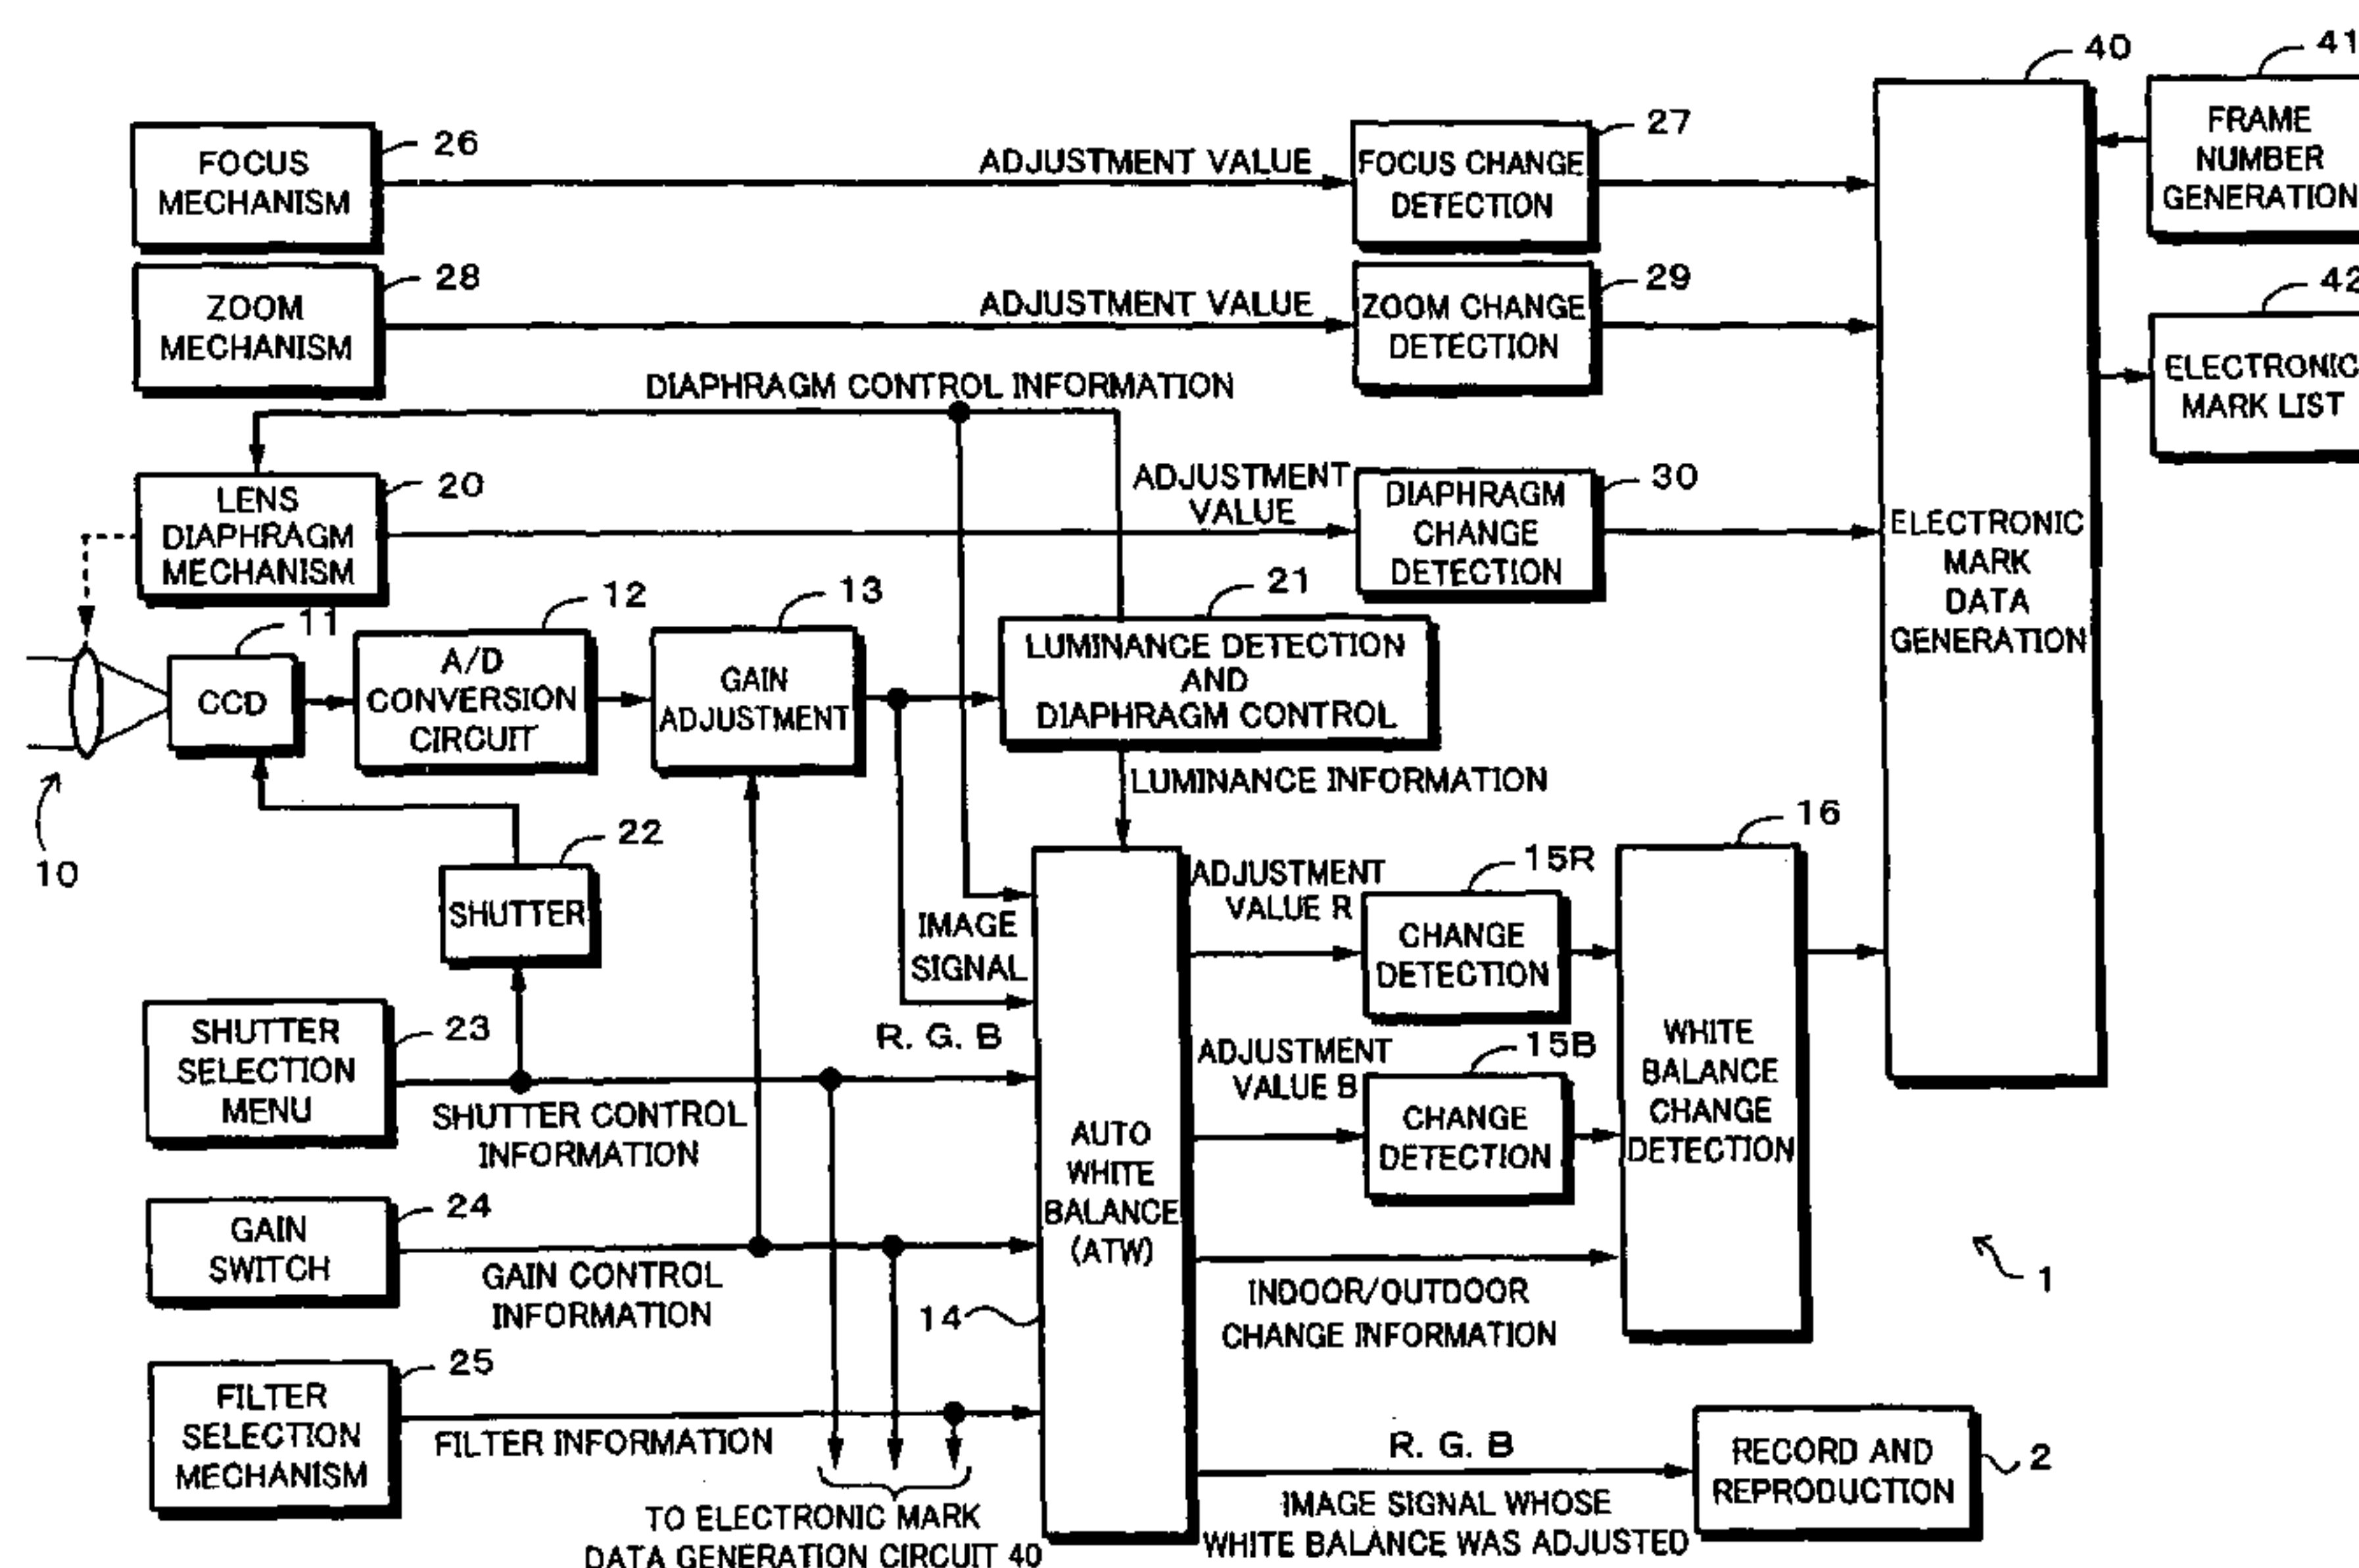 40
41
FOCUS
MECHANISM
26
ADJUSTMENT VALUE
FOCUS CHANGE
DETECTION
27
FRAME
NUMBER
GENERATION
ZOOM
MECHANISM
28
ADJUSTMENT VALUE
ZOOM CHANGE
DETECTION
29
42
ELECTRONIC
MARK LIST
DIAPHRAGM CONTROL INFORMATION
LENS
DIAPHRAGM
MECHANISM
20
ADJUSTMENT
VALUE
DIAPHRAGM
CHANGE
DETECTION
30
ELECTRONIC
MARK
DATA
GENERATION
11
12
13
21
CCD
A/D
CONVERSION
CIRCUIT
GAIN
ADJUSTMENT
LUMINANCE DETECTION
AND
DIAPHRAGM CONTROL
LUMINANCE INFORMATION
10
22
SHUTTER
16
ADJUSTMENT
VALUE R
15R
CHANGE
DETECTION
IMAGE
SIGNAL
R. G. B
SHUTTER
SELECTION
MENU
23
SHUTTER CONTROL
INFORMATION
ADJUSTMENT
VALUE B
15B
CHANGE
DETECTION
WHITE
BALANCE
CHANGE
DETECTION
AUTO
WHITE
BALANCE
(ATW)
14
GAIN
SWITCH
24
GAIN CONTROL
INFORMATION
INDOOR/OUTDOOR
CHANGE INFORMATION
1
FILTER
SELECTION
MECHANISM
25
FILTER INFORMATION
TO ELECTRONIC MARK
DATA GENERATION CIRCUIT 40
R. G. B
IMAGE SIGNAL WHOSE
WHITE BALANCE WAS ADJUSTED
RECORD AND
REPRODUCTION
2